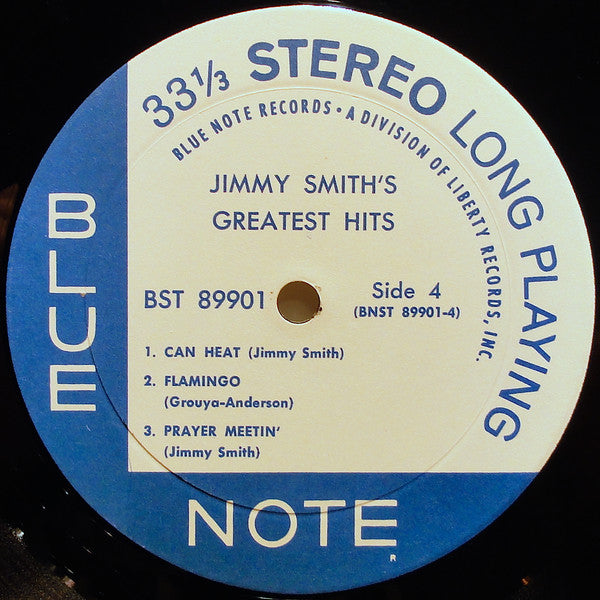 33 1/3 STEREO LONG PLAYING
BLUE NOTE RECORDS • A DIVISION OF LIBERTY RECORDS, INC.
JIMMY SMITH'S
GREATEST HITS
BST 89901
Side 4
(BNST 89901-4)
1. CAN HEAT (Jimmy Smith)
2. FLAMINGO
(Grouya-Anderson)
3. PRAYER MEETIN'
(Jimmy Smith)
BLUE
NOTE
R